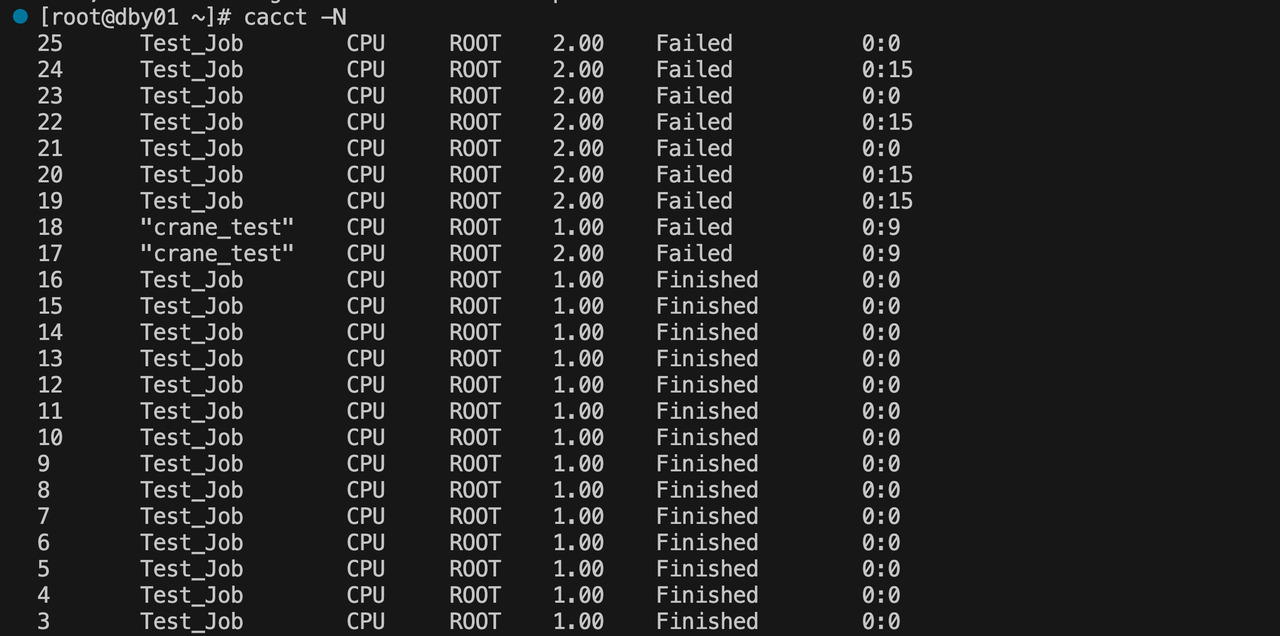 [root@dby01 ~]# cacct -N
25 Test_Job CPU ROOT 2.00 Failed 0:0
24 Test_Job CPU ROOT 2.00 Failed 0:15
23 Test_Job CPU ROOT 2.00 Failed 0:0
22 Test_Job CPU ROOT 2.00 Failed 0:15
21 Test_Job CPU ROOT 2.00 Failed 0:0
20 Test_Job CPU ROOT 2.00 Failed 0:15
19 Test_Job CPU ROOT 2.00 Failed 0:15
18 "crane_test" CPU ROOT 1.00 Failed 0:9
17 "crane_test" CPU ROOT 2.00 Failed 0:9
16 Test_Job CPU ROOT 1.00 Finished 0:0
15 Test_Job CPU ROOT 1.00 Finished 0:0
14 Test_Job CPU ROOT 1.00 Finished 0:0
13 Test_Job CPU ROOT 1.00 Finished 0:0
12 Test_Job CPU ROOT 1.00 Finished 0:0
11 Test_Job CPU ROOT 1.00 Finished 0:0
10 Test_Job CPU ROOT 1.00 Finished 0:0
9 Test_Job CPU ROOT 1.00 Finished 0:0
8 Test_Job CPU ROOT 1.00 Finished 0:0
7 Test_Job CPU ROOT 1.00 Finished 0:0
6 Test_Job CPU ROOT 1.00 Finished 0:0
5 Test_Job CPU ROOT 1.00 Finished 0:0
4 Test_Job CPU ROOT 1.00 Finished 0:0
3 Test_Job CPU ROOT 1.00 Finished 0:0